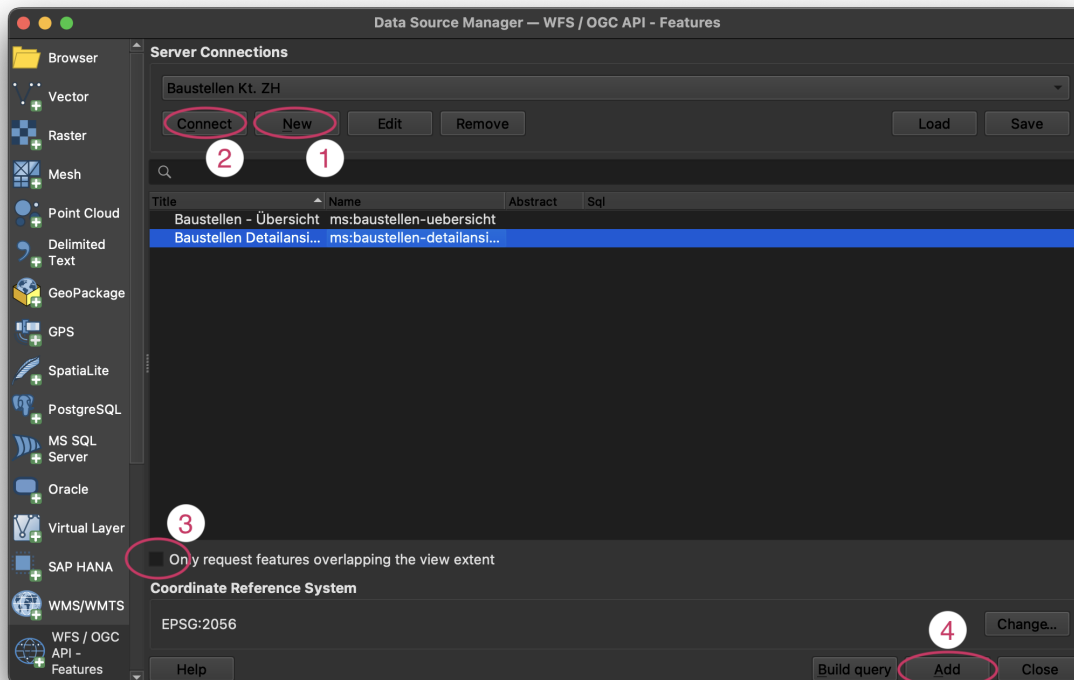 Data Source Manager — WFS / OGC API - Features
Browser
Vector
Raster
Mesh
Point Cloud
Delimited
Text
GeoPackage
GPS
SpatiaLite
PostgreSQL
MS SQL
Server
Oracle
Virtual Layer
SAP HANA
WMS/WMTS
WFS / OGC
API -
Features
Server Connections
Baustellen Kt. ZH
Connect New Edit Remove Load Save
2 1
Title Name Abstract Sql
Baustellen - Übersicht ms:baustellen-uebersicht
Baustellen Detailansi... ms:baustellen-detailansi...
3
Only request features overlapping the view extent
Coordinate Reference System
EPSG:2056 Change...
4
Help Build query Add Close